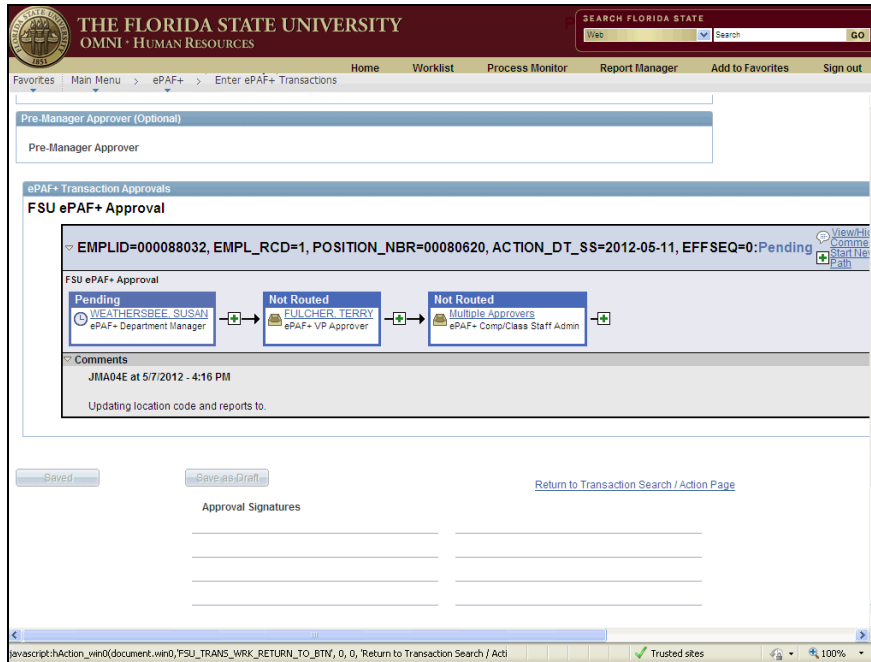 THE FLORIDA STATE UNIVERSITY
OMNI · HUMAN RESOURCES
SEARCH FLORIDA STATE
Web Search GO
Home Worklist Process Monitor Report Manager Add to Favorites Sign out
Favorites Main Menu > ePAF+ > Enter ePAF+ Transactions
Pre-Manager Approver (Optional)
Pre-Manager Approver
ePAF+ Transaction Approvals
FSU ePAF+ Approval
EMPLID=000088032, EMPL_RCD=1, POSITION_NBR=00080620, ACTION_DT_SS=2012-05-11, EFFSEQ=0:Pending
View/Hi
Comme
Start Ne
Path
FSU ePAF+ Approval
Pending
WEATHERSBEE, SUSAN
ePAF+ Department Manager
Not Routed
FULCHER, TERRY
ePAF+ VP Approver
Not Routed
Multiple Approvers
ePAF+ Comp/Class Staff Admin
Comments
JMA04E at 5/7/2012 - 4:16 PM
Updating location code and reports to.
Saved Save as Draft Return to Transaction Search / Action Page
Approval Signatures
javascript:hAction_win0(document.win0,'FSU_TRANS_WRK_RETURN_TO_BTN', 0, 0, 'Return to Transaction Search / Acti Trusted sites 100%